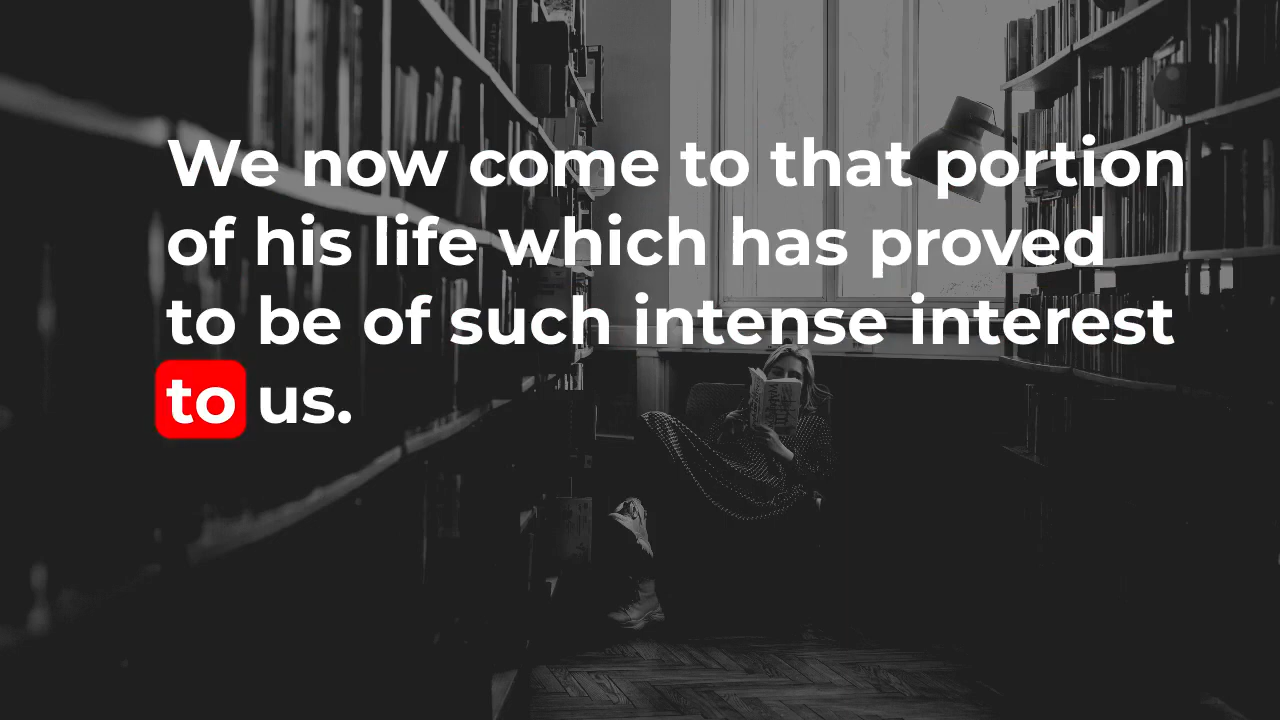 We now come to that portion
of his life which has proved
to be of such intense interest
to us.